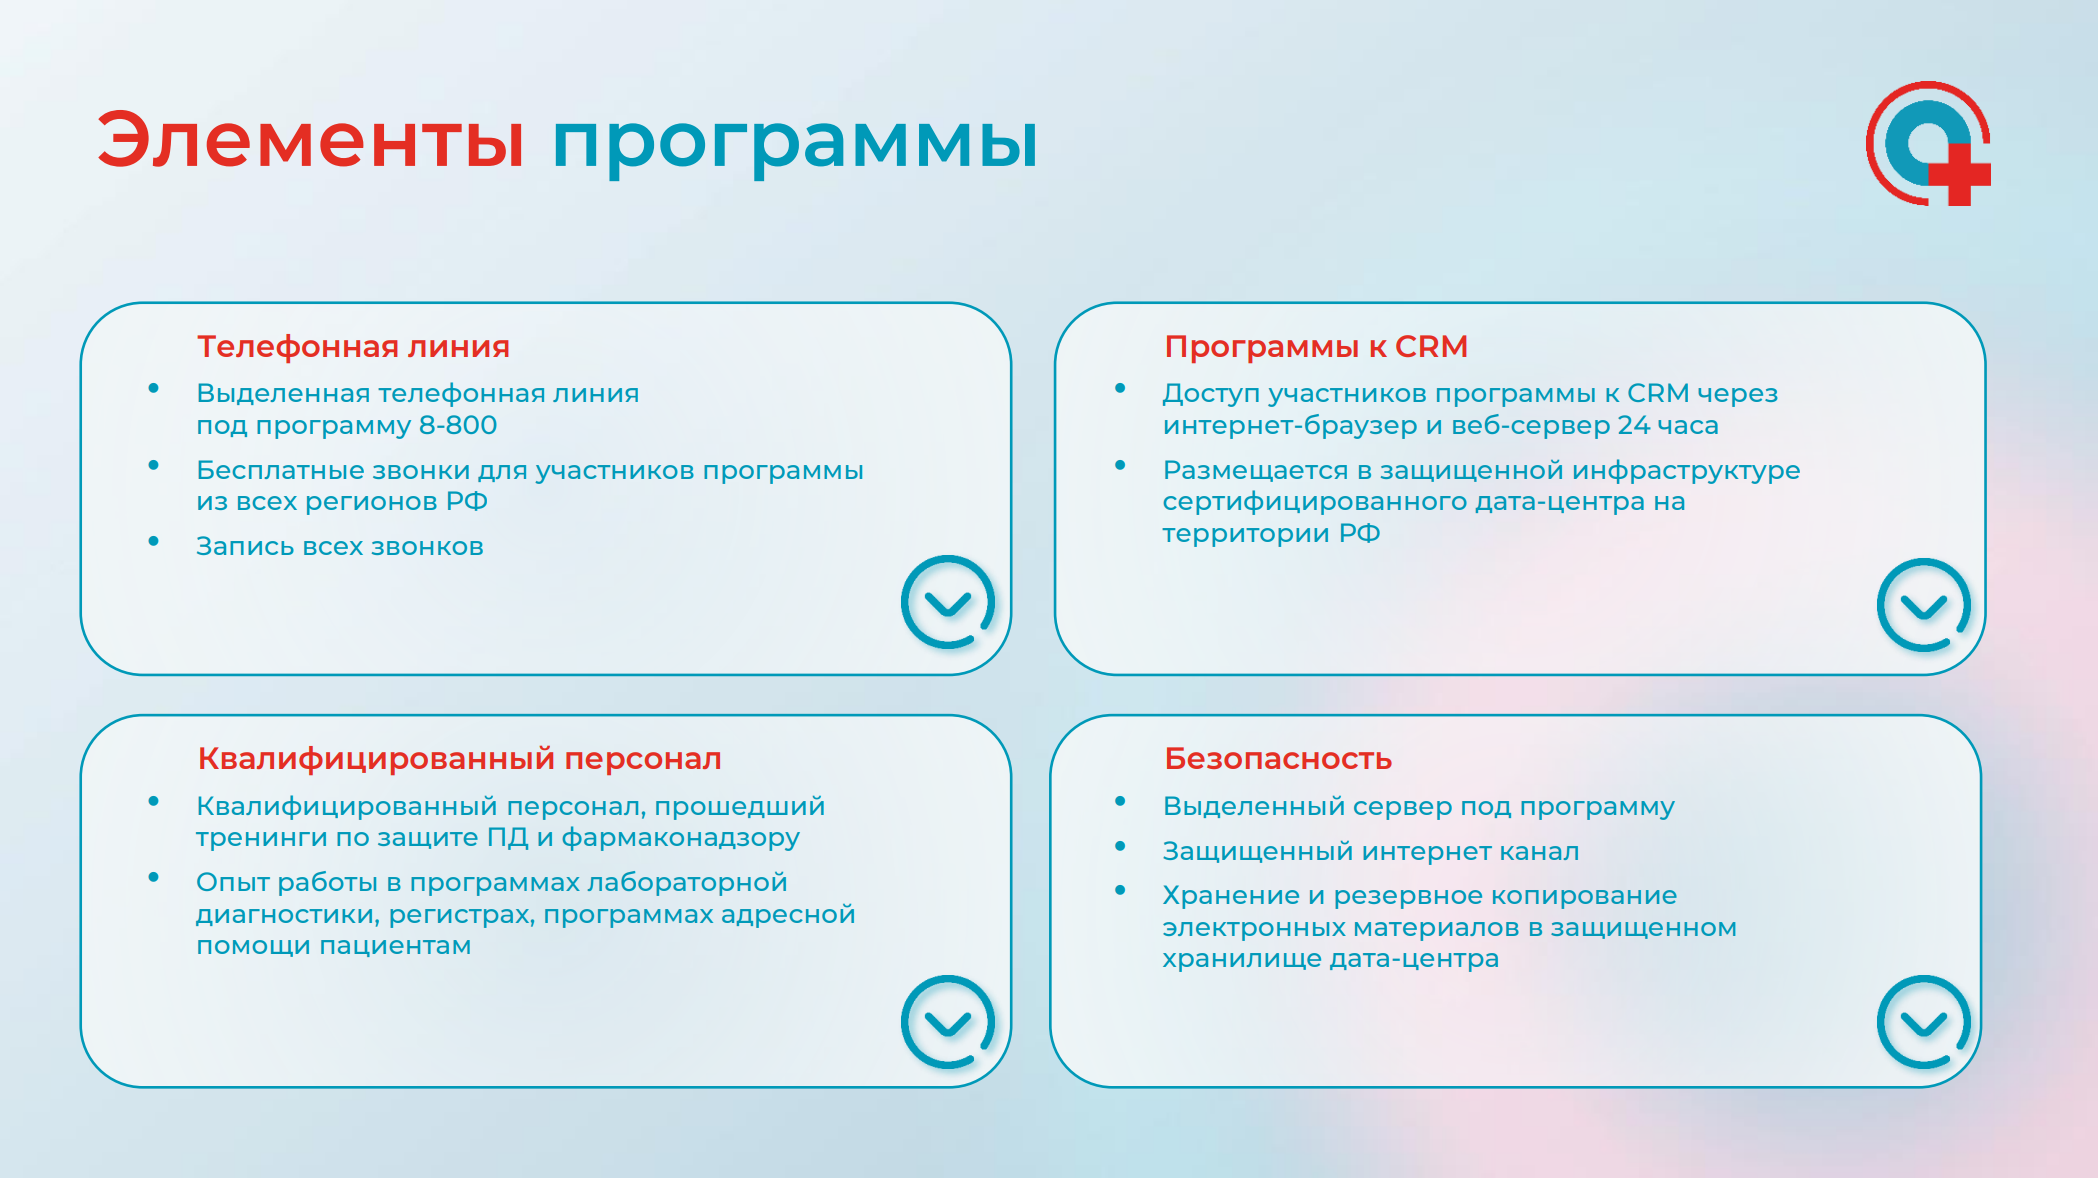 Элементы программы
Телефонная линия
• Выделенная телефонная линия
под программу 8-800
• Бесплатные звонки для участников программы
из всех регионов РФ
• Запись всех звонков
Программы к CRM
• Доступ участников программы к CRM через
интернет-браузер и веб-сервер 24 часа
• Размещается в защищенной инфраструктуре
сертифицированного дата-центра на
территории РФ
Квалифицированный персонал
• Квалифицированный персонал, прошедший
тренинги по защите ПД и фармаконадзору
• Опыт работы в программах лабораторной
диагностики, регистрах, программах адресной
помощи пациентам
Безопасность
• Выделенный сервер под программу
• Защищенный интернет канал
• Хранение и резервное копирование
электронных материалов в защищенном
хранилище дата-центра